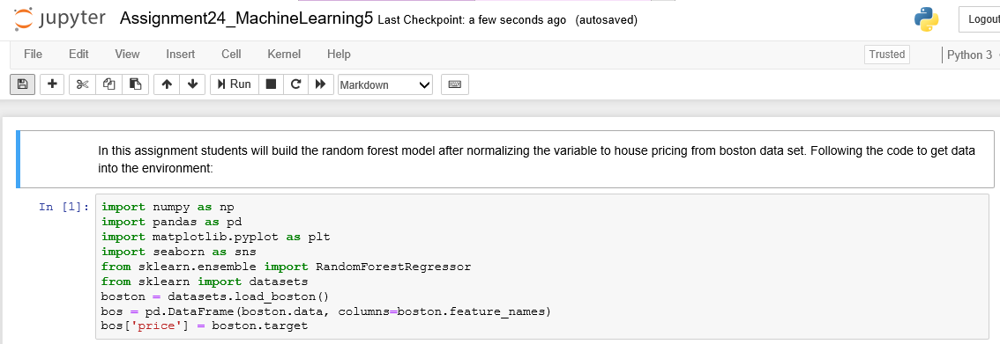 jupyter Assignment24_MachineLearning5 Last Checkpoint: a few seconds ago (autosaved)
Logout
File Edit View Insert Cell Kernel Help Trusted Python 3
Run Markdown
In this assignment students will build the random forest model after normalizing the variable to house pricing from boston data set. Following the code to get data
into the environment:
In [1]: import numpy as np
import pandas as pd
import matplotlib.pyplot as plt
import seaborn as sns
from sklearn.ensemble import RandomForestRegressor
from sklearn import datasets
boston = datasets.load_boston()
bos = pd.DataFrame(boston.data, columns=boston.feature_names)
bos['price'] = boston.target